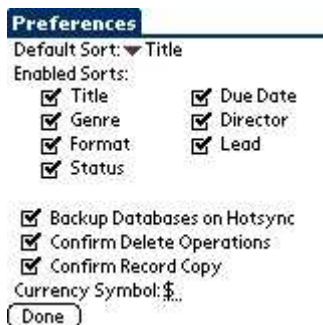 Preferences
Default Sort: Title
Enabled Sorts:
Title Due Date
Genre Director
Format Lead
Status
Backup Databases on Hotsync
Confirm Delete Operations
Confirm Record Copy
Currency Symbol: $
Done